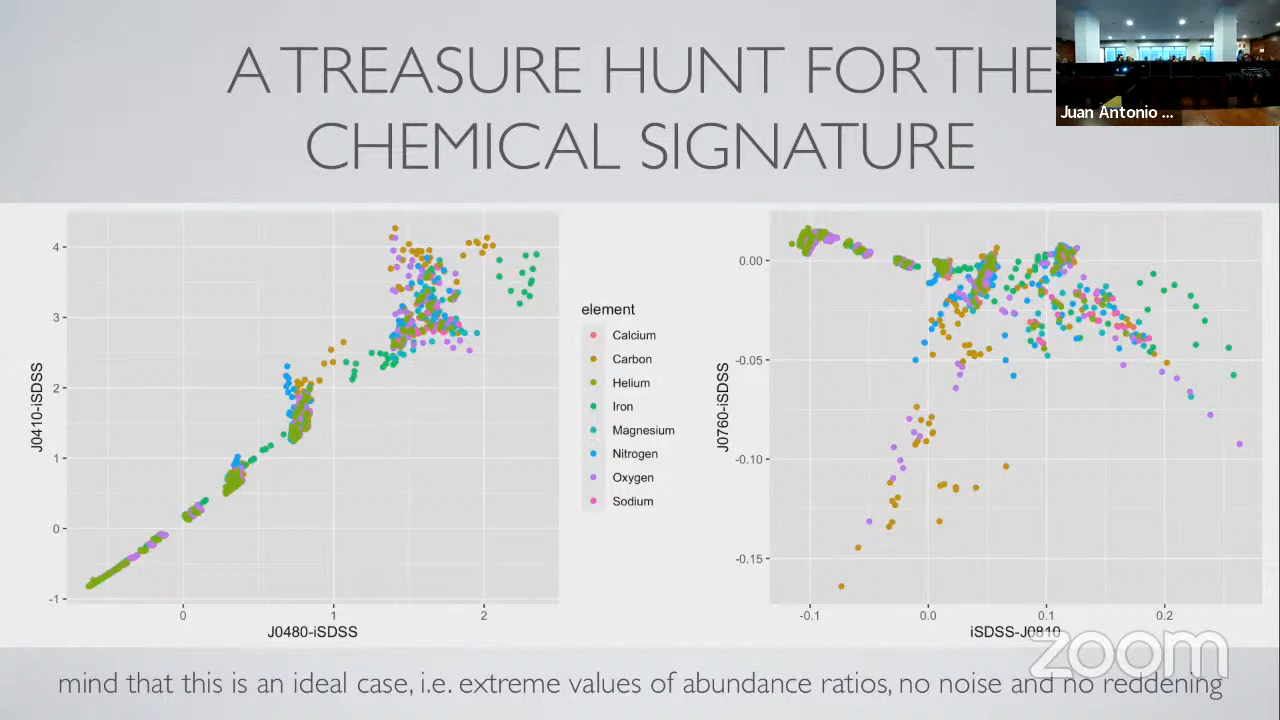 A TREASURE HUNT FOR THE
CHEMICAL SIGNATURE
Juan Antonio ...
J0410-iSDSS
4
3
2
1
0
-1
0
1
2
J0480-iSDSS
element
Calcium
Carbon
Helium
Iron
Magnesium
Nitrogen
Oxygen
Sodium
J0760-iSDSS
0.00
-0.05
-0.10
-0.15
-0.1
0.0
0.1
0.2
iSDSS-J0810
zoom
mind that this is an ideal case, i.e. extreme values of abundance ratios, no noise and no reddening